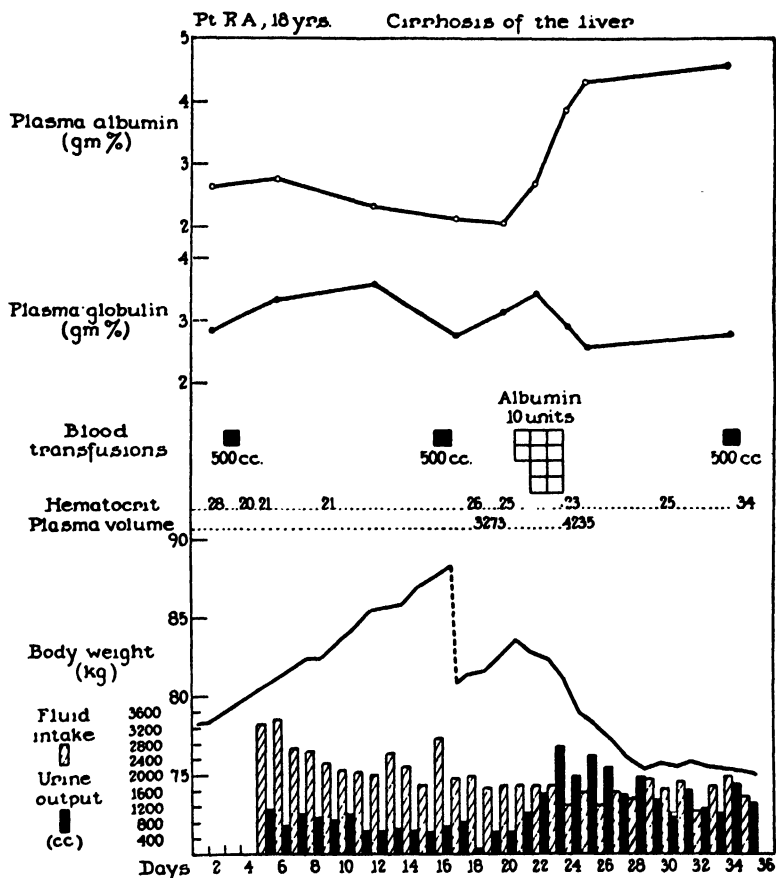 Pt R A, 18 yrs. Cirrhosis of the liver
5
4
3
2
Plasma albumin
(gm %)
4
3
2
Plasma globulin
(gm %)
Albumin
10 units
Blood
transfusions
500 cc. 500 cc. 500 cc
Hematocrit 28 20 21 21 26 25 23 25 34
Plasma volume 3273 4235
90
85
80
75
Body weight
(kg)
Fluid
intake
Urine
output
(cc)
3600
3200
2800
2400
2000
1600
1200
800
400
Days 2 4 6 8 10 12 14 16 18 20 22 24 26 28 30 32 34 36